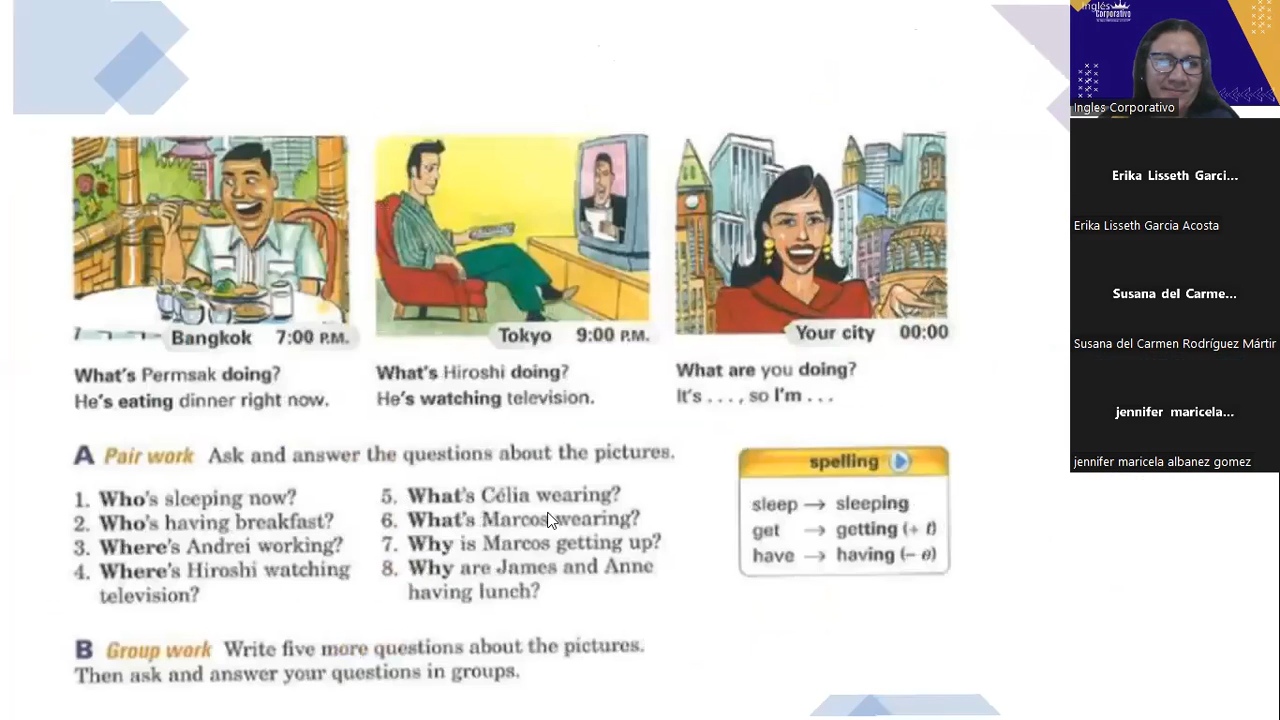 Bangkok 7:00 P.M.
What's Permsak doing?
He's eating dinner right now.
Tokyo 9:00 P.M.
What's Hiroshi doing?
He's watching television.
Your city 00:00
What are you doing?
It's . . . , so I'm . . .
A Pair work Ask and answer the questions about the pictures.
1. Who's sleeping now?
2. Who's having breakfast?
3. Where's Andrei working?
4. Where's Hiroshi watching
television?
5. What's Célia wearing?
6. What's Marcos wearing?
7. Why is Marcos getting up?
8. Why are James and Anne
having lunch?
spelling
sleep → sleeping
get → getting (+ t)
have → having (– e)
B Group work Write five more questions about the pictures.
Then ask and answer your questions in groups.
Inglés
Corporativo
Ingles Corporativo
Erika Lisseth Garci...
Erika Lisseth Garcia Acosta
Susana del Carme...
Susana del Carmen Rodríguez Mártir
jennifer maricela...
jennifer maricela albanez gomez